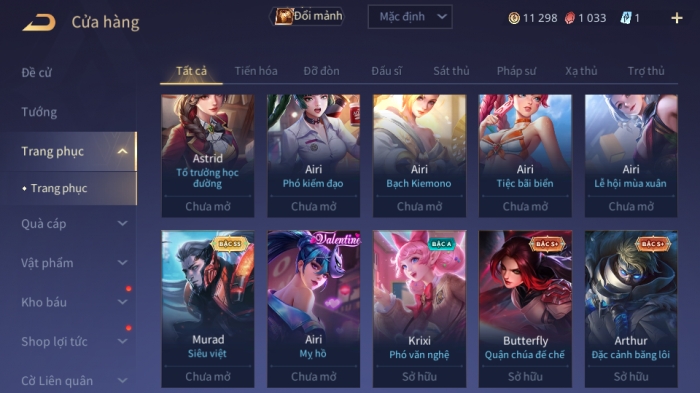 Cửa hàng
Đổi mảnh
Mặc định
11 298
1 033
1
Đề cử
Tướng
Trang phục
Trang phục
Quà cáp
Vật phẩm
Kho báu
Shop lợi tức
Cờ Liên quân
Tất cả Tiến hóa Đỡ đòn Đấu sĩ Sát thủ Pháp sư Xạ thủ Trợ thủ
Astrid
Tổ trưởng học
đường
Chưa mở
Airi
Phó kiếm đạo
Chưa mở
Airi
Bạch Kiemono
Chưa mở
Airi
Tiệc bãi biển
Chưa mở
Airi
Lễ hội mùa xuân
Chưa mở
BẬC SS
Murad
Siêu việt
Chưa mở
Valentine
Airi
Mỵ hồ
Chưa mở
BẬC A
Krixi
Phó văn nghệ
Sở hữu
BẬC S+
Butterfly
Quận chúa đế chế
Sở hữu
BẬC S+
Arthur
Đặc cảnh băng lôi
Sở hữu